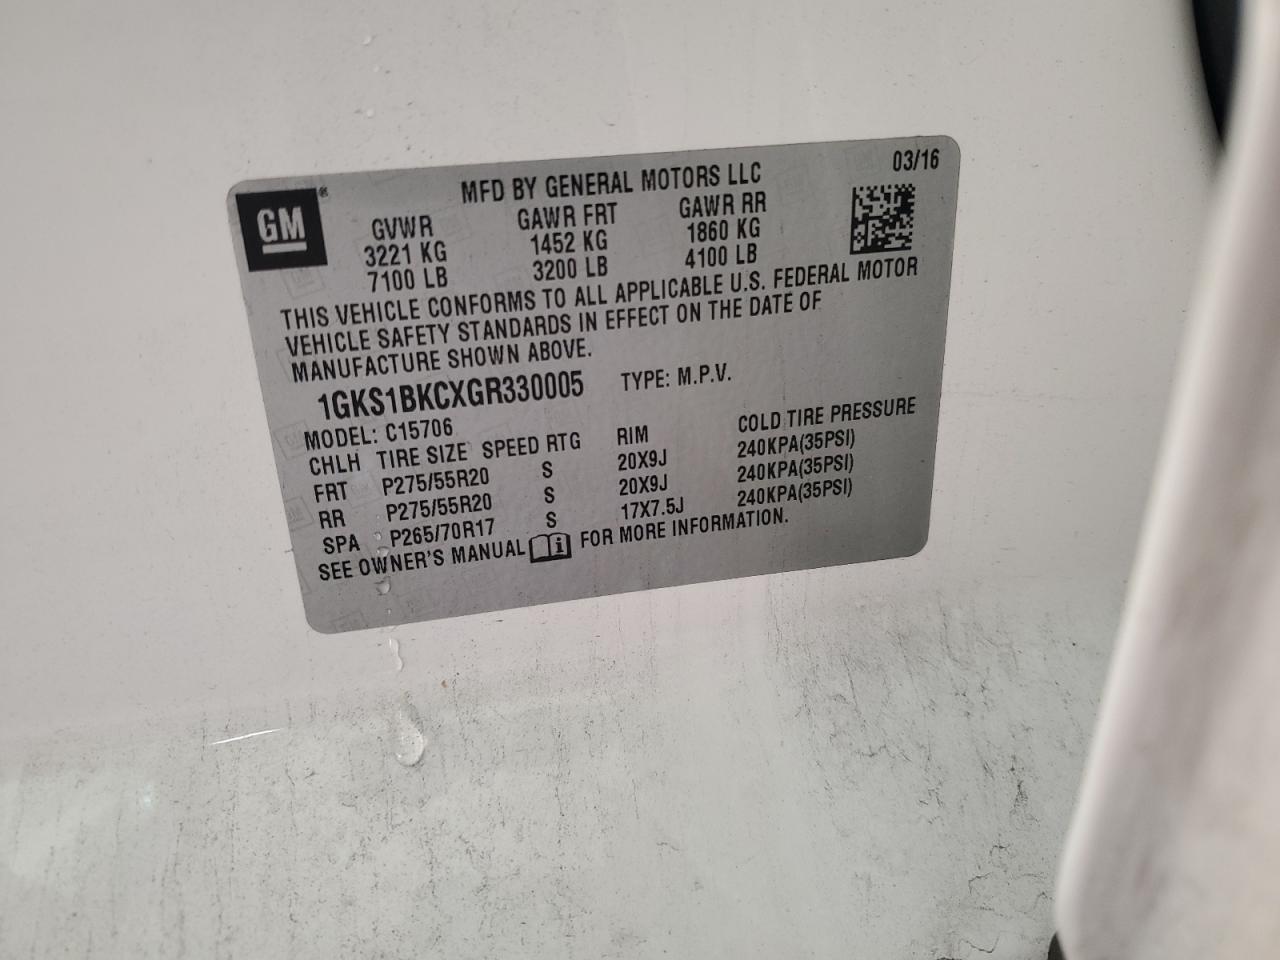 GM ®
MFD BY GENERAL MOTORS LLC 03/16
GVWR GAWR FRT GAWR RR
3221 KG 1452 KG 1860 KG
7100 LB 3200 LB 4100 LB
THIS VEHICLE CONFORMS TO ALL APPLICABLE U.S. FEDERAL MOTOR
VEHICLE SAFETY STANDARDS IN EFFECT ON THE DATE OF
MANUFACTURE SHOWN ABOVE.
1GKS1BKCXGR330005 TYPE: M.P.V.
MODEL: C15706
CHLH TIRE SIZE SPEED RTG RIM COLD TIRE PRESSURE
FRT P275/55R20 S 20X9J 240KPA(35PSI)
RR P275/55R20 S 20X9J 240KPA(35PSI)
SPA P265/70R17 S 17X7.5J 240KPA(35PSI)
SEE OWNER'S MANUAL i FOR MORE INFORMATION.